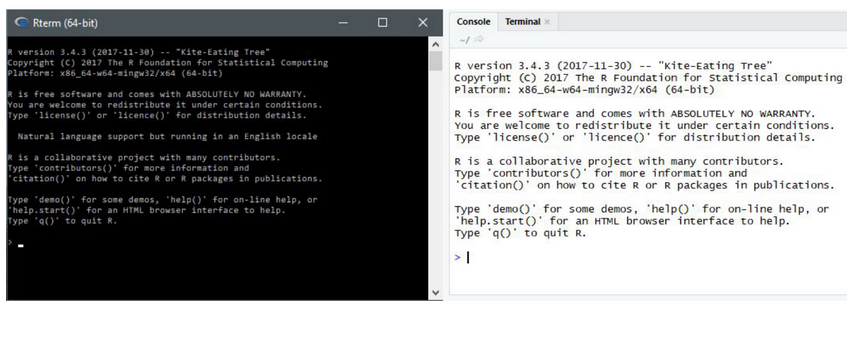 Rterm (64-bit)
R version 3.4.3 (2017-11-30) -- "Kite-Eating Tree"
Copyright (C) 2017 The R Foundation for Statistical Computing
Platform: x86_64-w64-mingw32/x64 (64-bit)
R is free software and comes with ABSOLUTELY NO WARRANTY.
You are welcome to redistribute it under certain conditions.
Type 'license()' or 'licence()' for distribution details.
Natural language support but running in an English locale
R is a collaborative project with many contributors.
Type 'contributors()' for more information and
'citation()' on how to cite R or R packages in publications.
Type 'demo()' for some demos, 'help()' for on-line help, or
'help.start()' for an HTML browser interface to help.
Type 'q()' to quit R.
>
Console Terminal ×
~/
R version 3.4.3 (2017-11-30) -- "Kite-Eating Tree"
Copyright (C) 2017 The R Foundation for Statistical Computing
Platform: x86_64-w64-mingw32/x64 (64-bit)
R is free software and comes with ABSOLUTELY NO WARRANTY.
You are welcome to redistribute it under certain conditions.
Type 'license()' or 'licence()' for distribution details.
R is a collaborative project with many contributors.
Type 'contributors()' for more information and
'citation()' on how to cite R or R packages in publications.
Type 'demo()' for some demos, 'help()' for on-line help, or
'help.start()' for an HTML browser interface to help.
Type 'q()' to quit R.
>